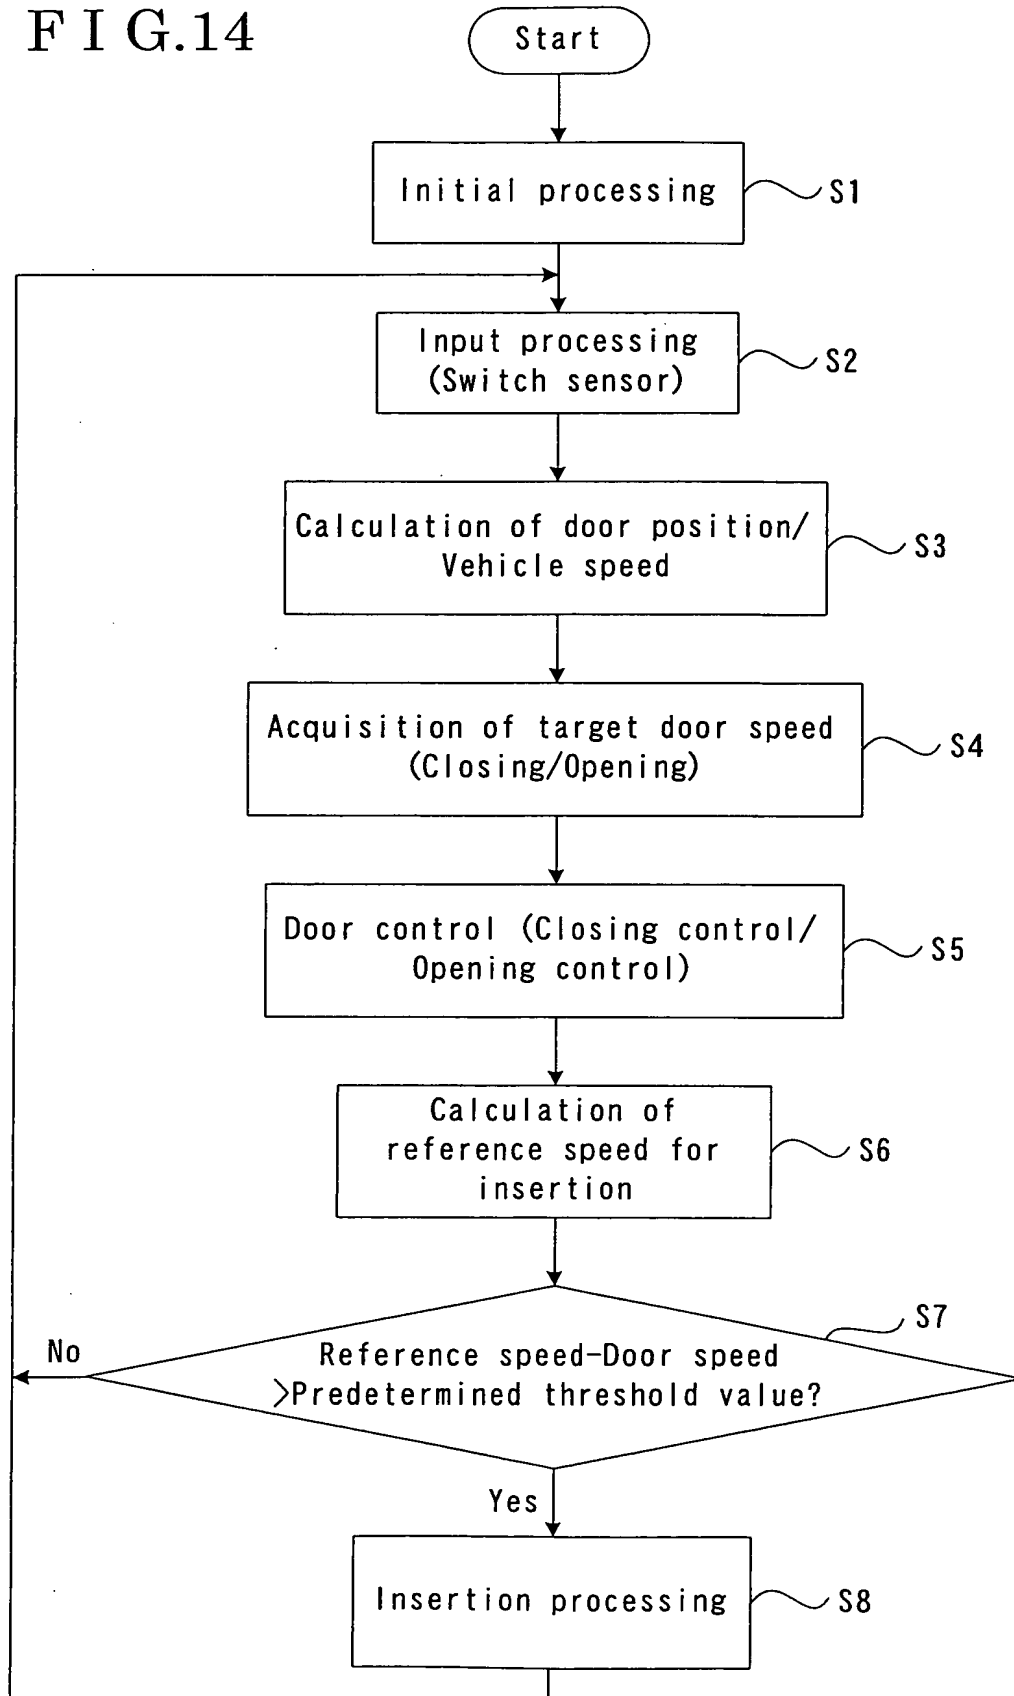 FIG.14
Start
Initial processing
S1
Input processing
(Switch sensor)
S2
Calculation of door position/
Vehicle speed
S3
Acquisition of target door speed
(Closing/Opening)
S4
Door control (Closing control/
Opening control)
S5
Calculation of
reference speed for
insertion
S6
S7
No
Reference speed-Door speed
>Predetermined threshold value?
Yes
Insertion processing
S8